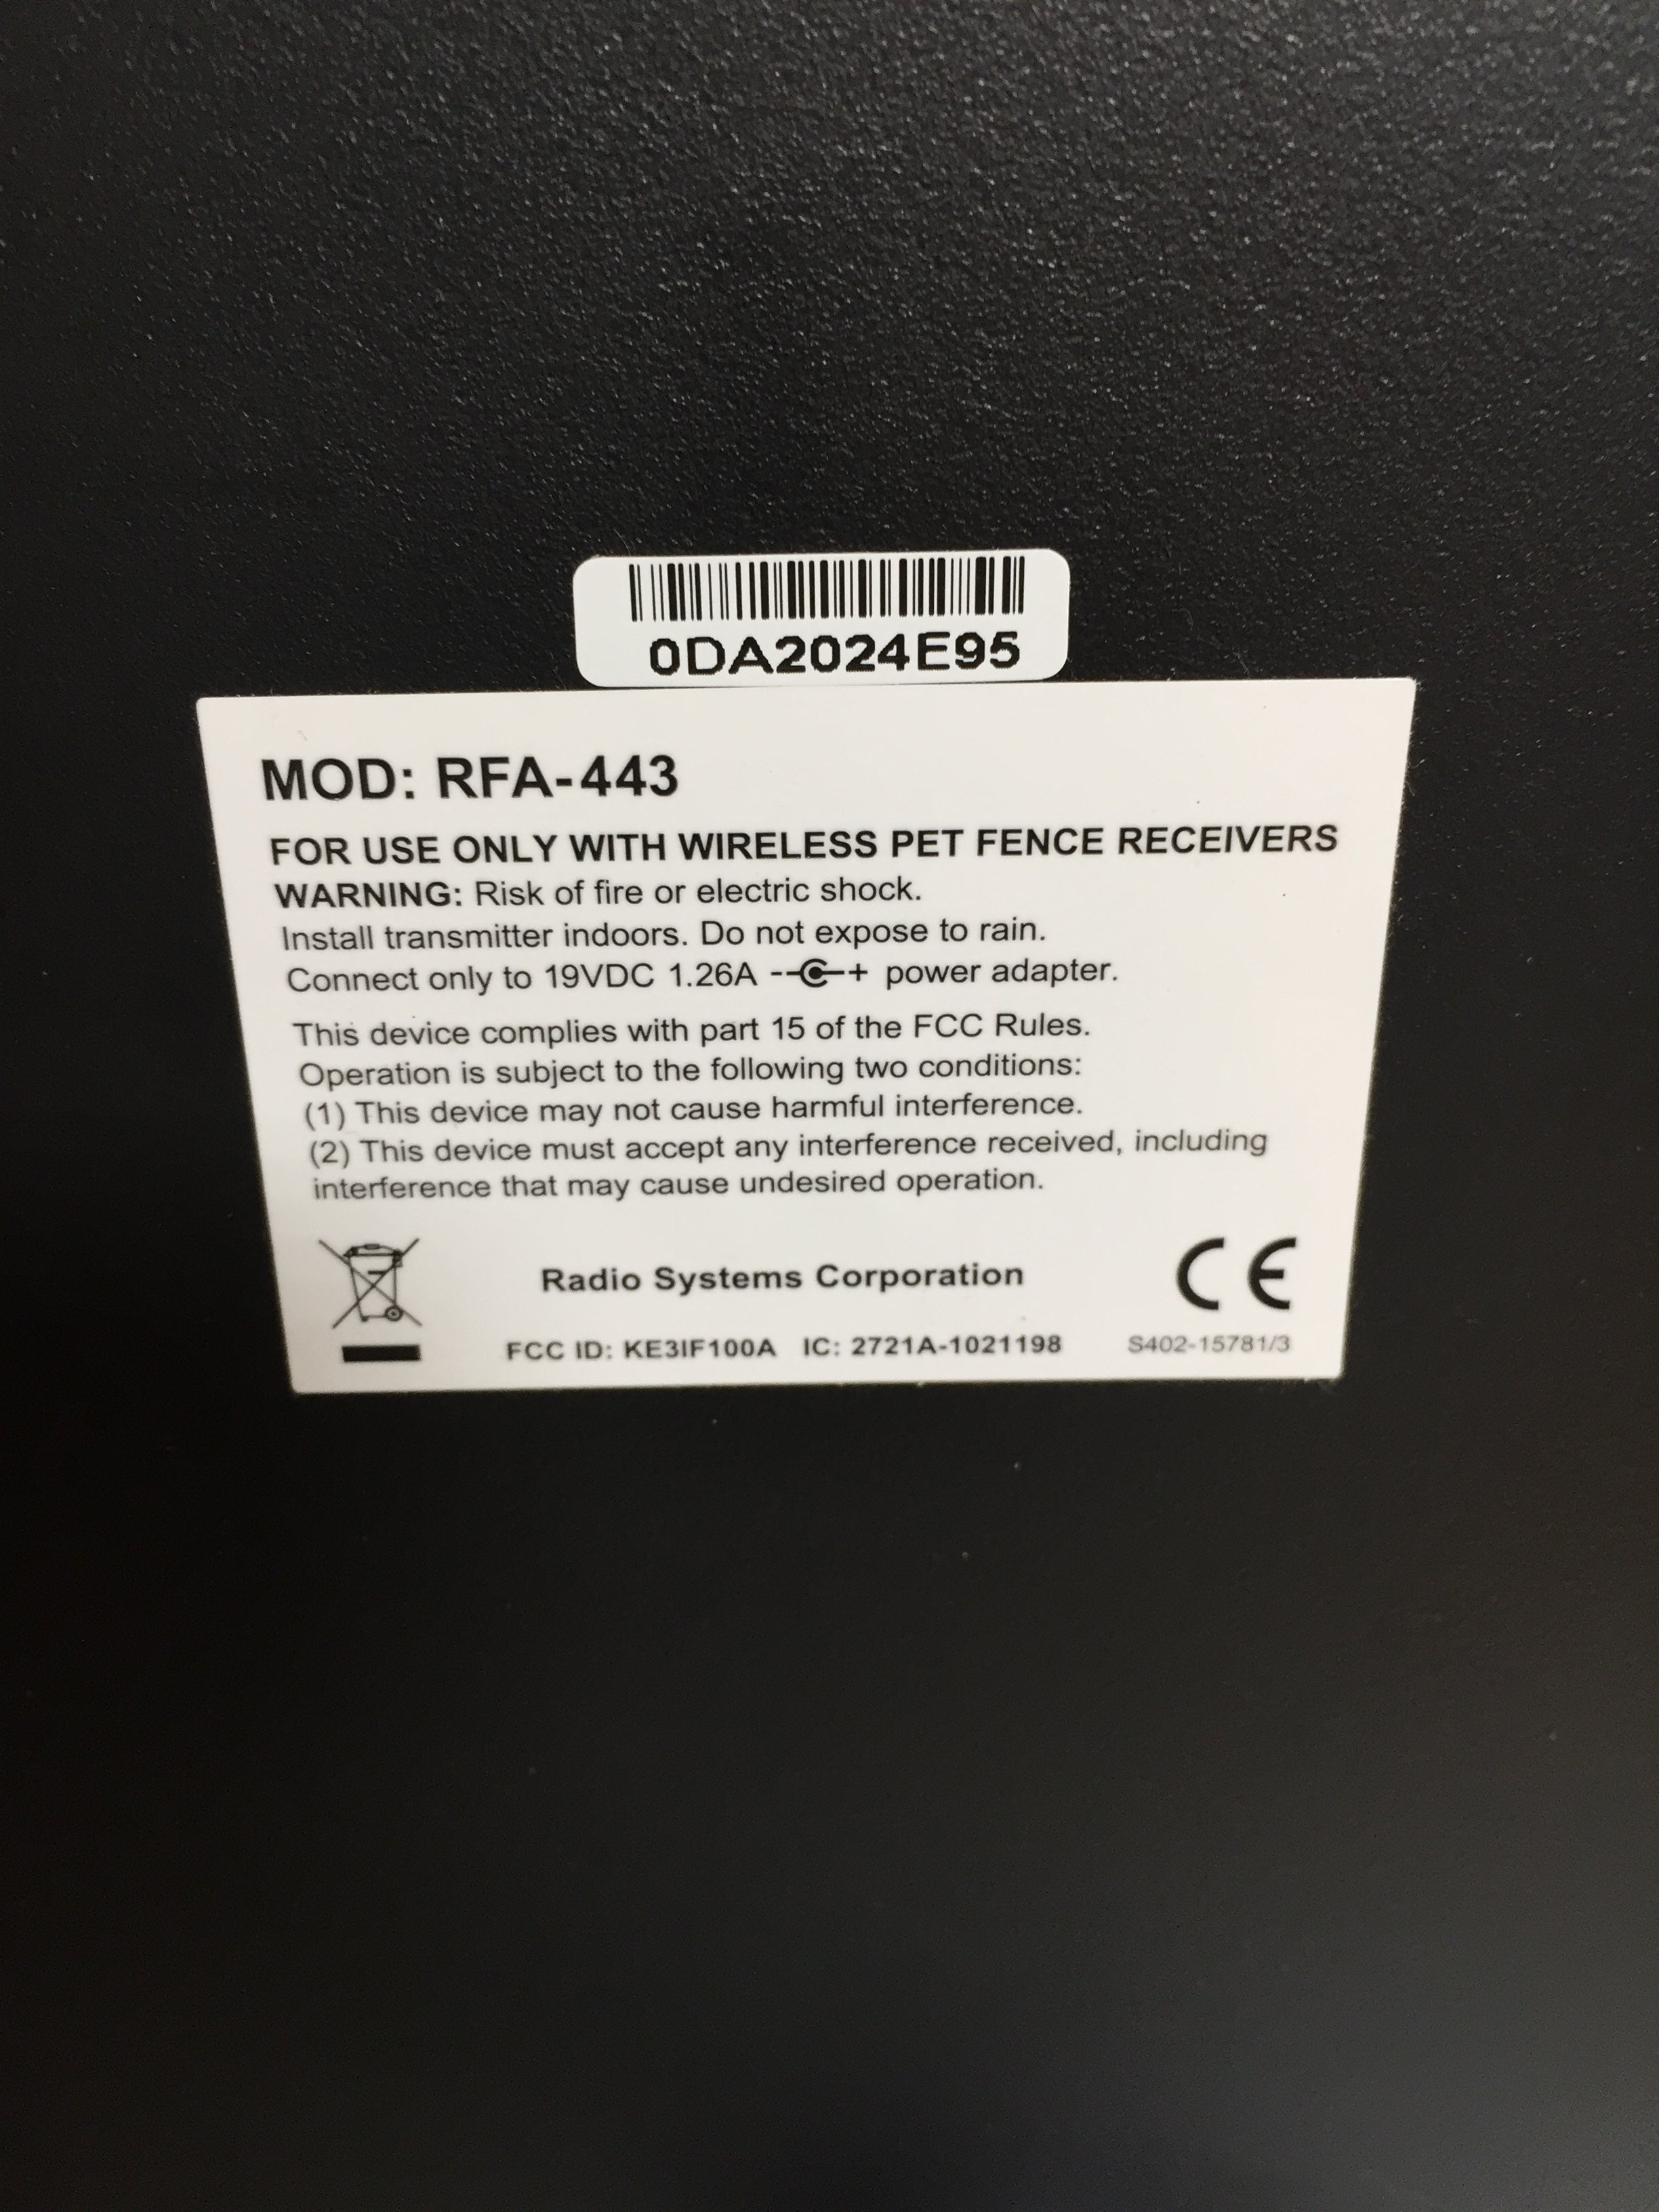 0DA2024E95
MOD: RFA-443
FOR USE ONLY WITH WIRELESS PET FENCE RECEIVERS
WARNING: Risk of fire or electric shock.
Install transmitter indoors. Do not expose to rain.
Connect only to 19VDC 1.26A - + power adapter.
This device complies with part 15 of the FCC Rules.
Operation is subject to the following two conditions:
(1) This device may not cause harmful interference.
(2) This device must accept any interference received, including
interference that may cause undesired operation.
Radio Systems Corporation CE
FCC ID: KE3IF100A IC: 2721A-1021198 S402-15781/3